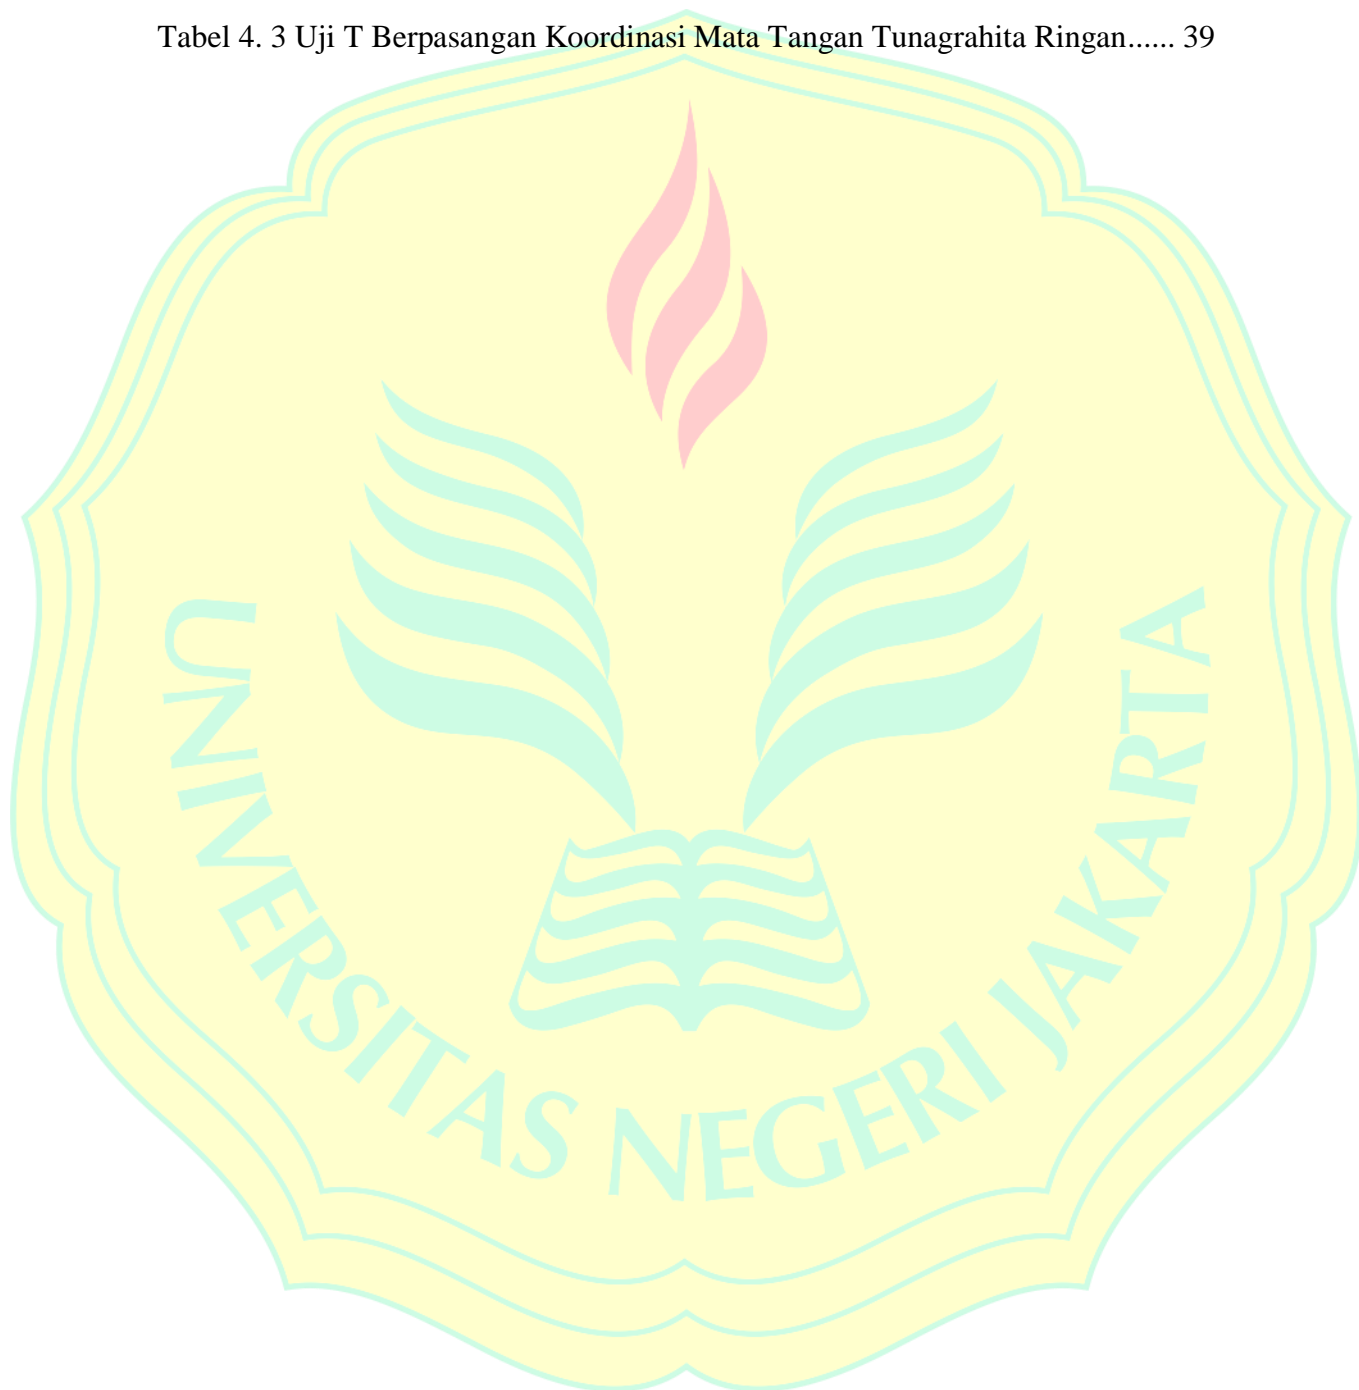 Tabel 4. 3 Uji T Berpasangan Koordinasi Mata Tangan Tunagrahita Ringan...... 39
UNIVERSITAS NEGERI JAKARTA